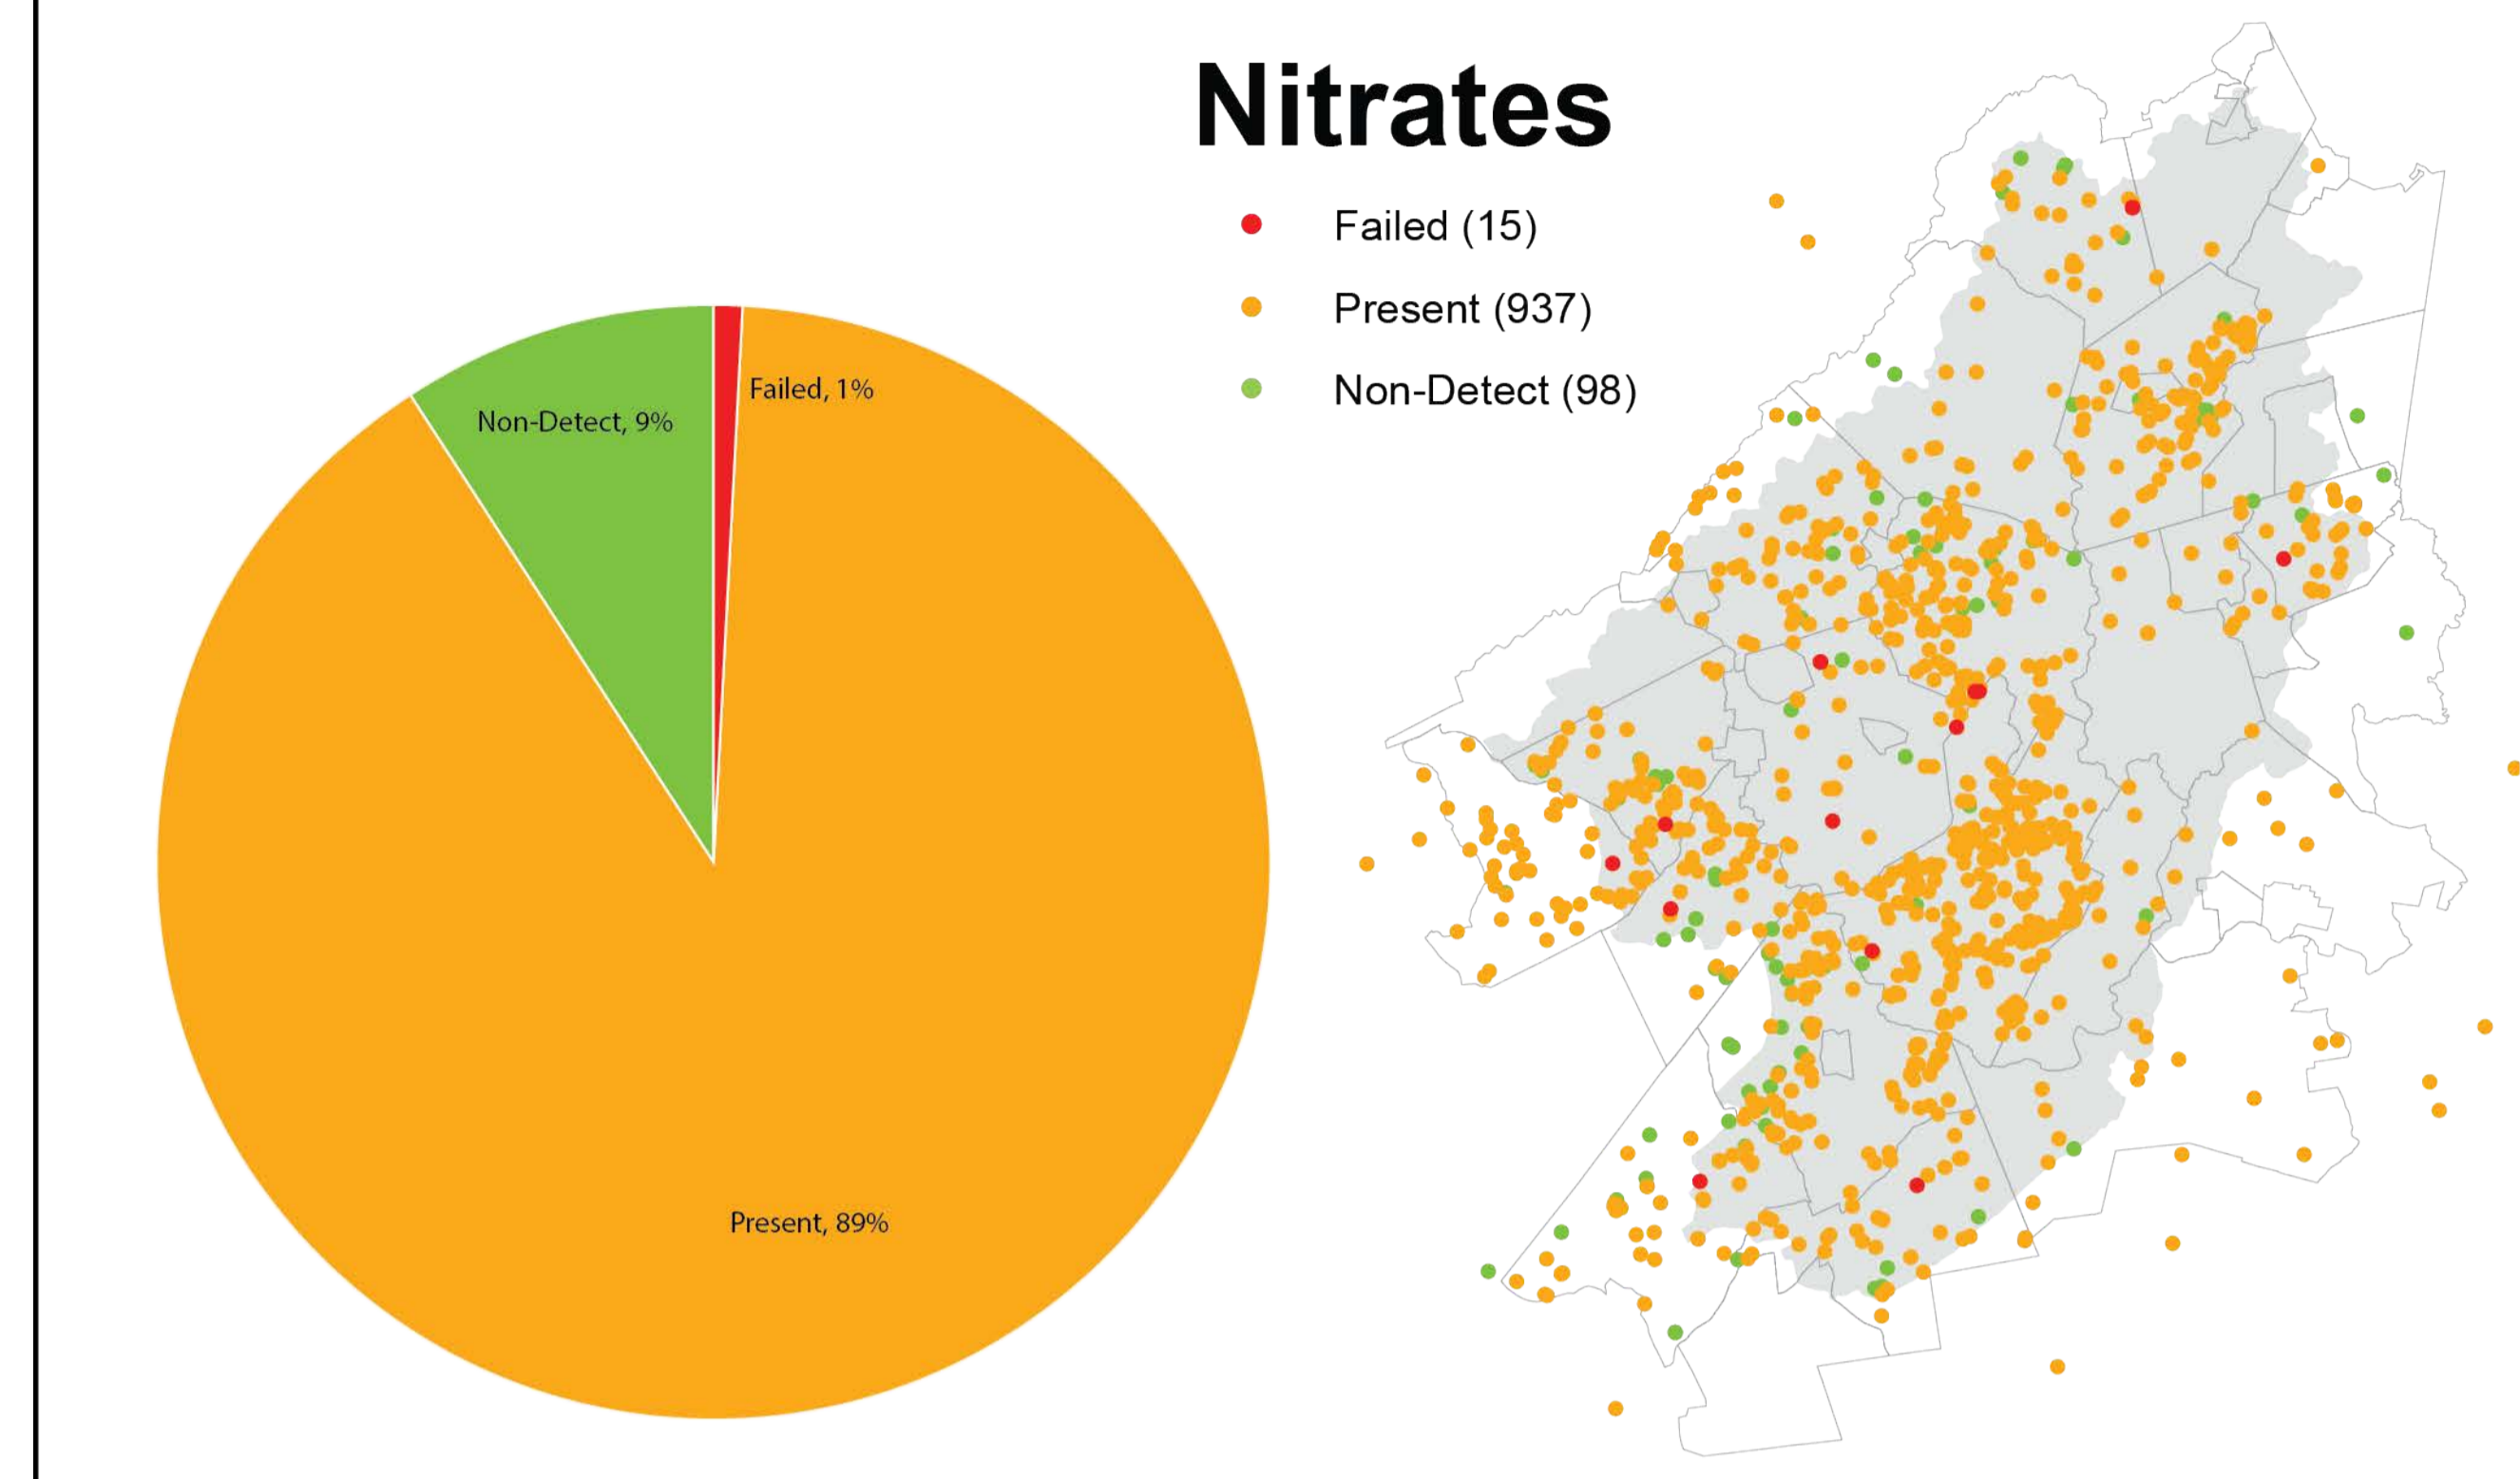 Nitrates
Failed (15)
Present (937)
Non-Detect (98)
Failed, 1%
Non-Detect, 9%
Present, 89%